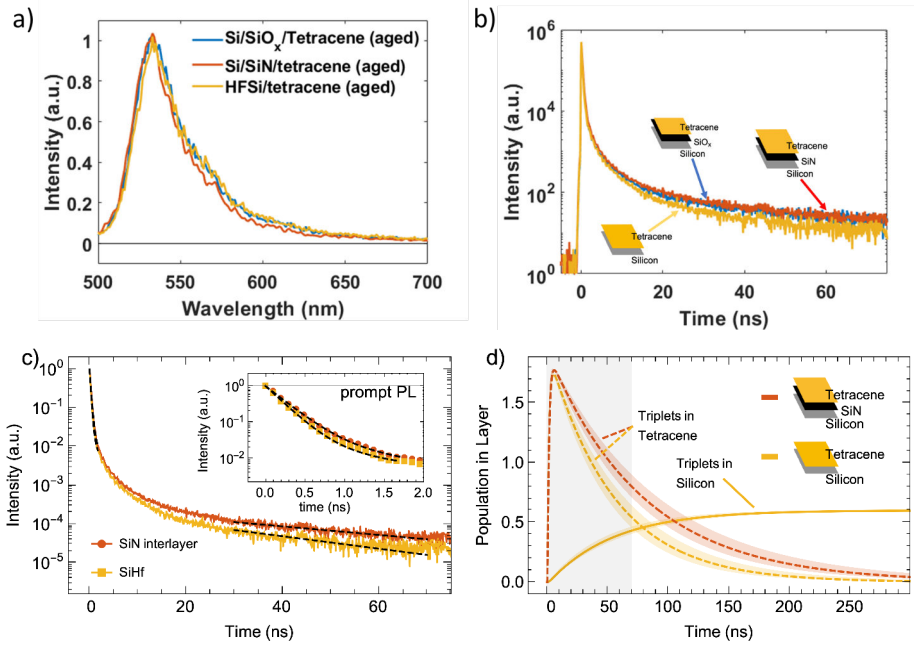 a)
Intensity (a.u.)
1
0.8
0.6
0.4
0.2
0
500
550
600
650
700
Wavelength (nm)
Si/SiOx/Tetracene (aged)
Si/SiN/tetracene (aged)
HFSi/tetracene (aged)
b)
Intensity (a.u.)
10^6
10^4
10^2
10^0
0
20
40
60
Time (ns)
Tetracene
SiOx
Silicon
Tetracene
SiN
Silicon
Tetracene
Silicon
c)
Intensity (a.u.)
10^0
10^-1
10^-2
10^-3
10^-4
10^-5
0
20
40
60
Time (ns)
SiN interlayer
SiHf
prompt PL
Intensity (a.u.)
10^0
10^-1
10^-2
0.0
0.5
1.0
1.5
2.0
time (ns)
d)
Population in Layer
1.5
1.0
0.5
0.0
0
50
100
150
200
250
Time (ns)
Triplets in
Tetracene
Triplets in
Silicon
Tetracene
SiN
Silicon
Tetracene
Silicon